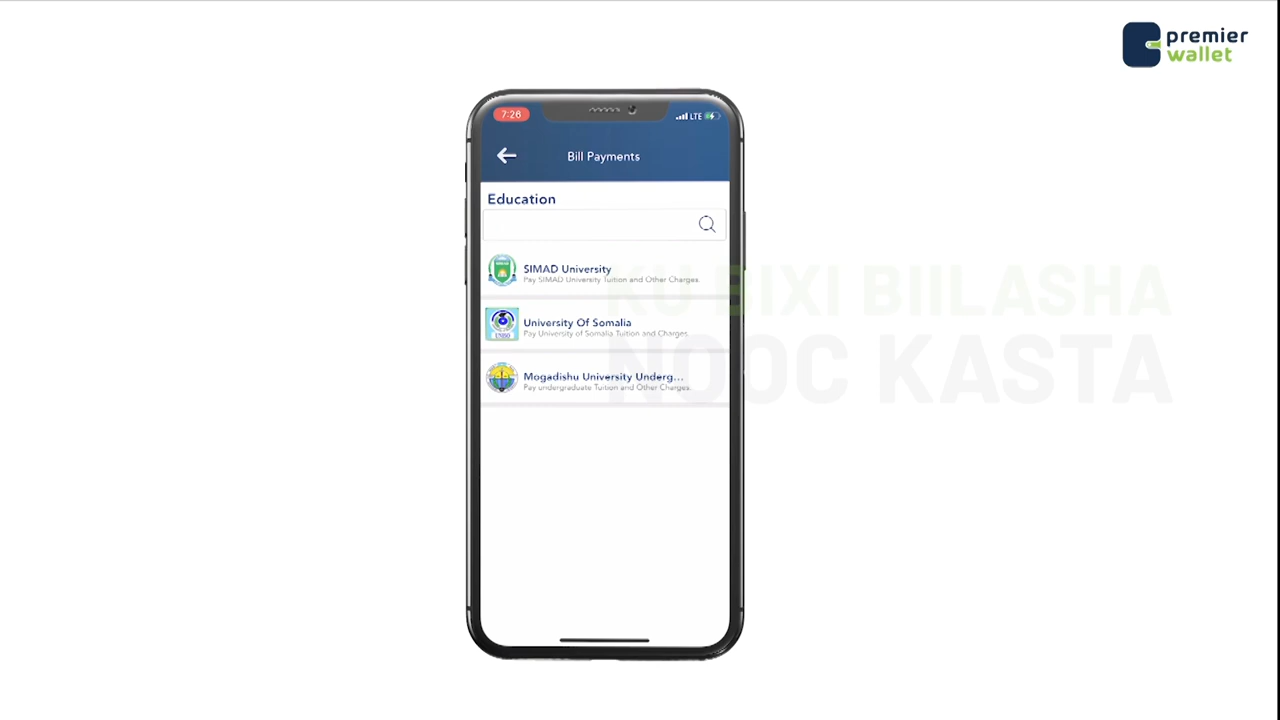 premier
wallet
7:26
LTE
Bill Payments
Education
SIMAD University
Pay SIMAD University Tuition and Other Charges.
University Of Somalia
Pay University of Somalia Tuition and Charges.
Mogadishu University Underg...
Pay undergraduate Tuition and Other Charges.
KU BIXI BIILASHA
NOOC KASTA